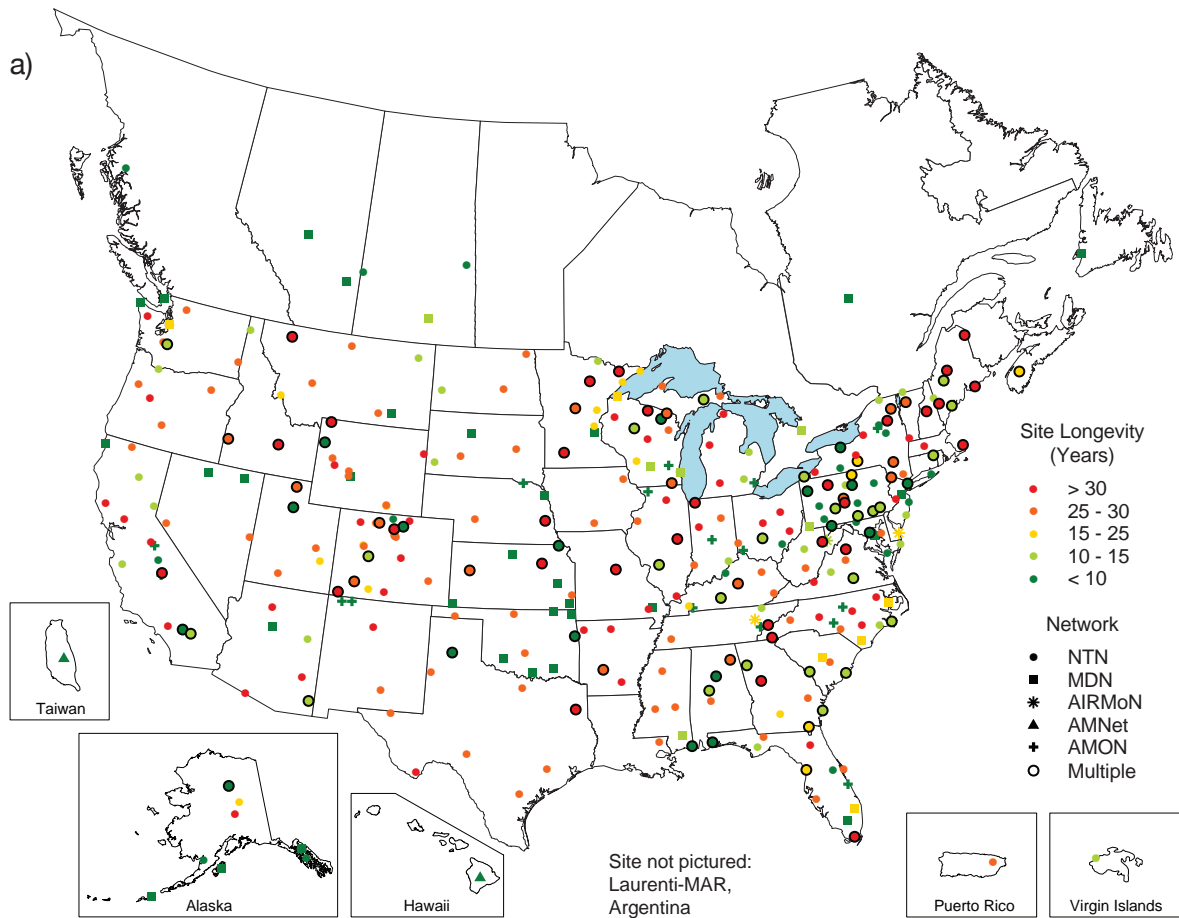 a)
Site Longevity
(Years)
> 30
25 - 30
15 - 25
10 - 15
< 10
Network
NTN
MDN
AIRMoN
AMNet
AMON
Multiple
Taiwan
Alaska
Hawaii
Site not pictured:
Laurenti-MAR,
Argentina
Puerto Rico
Virgin Islands